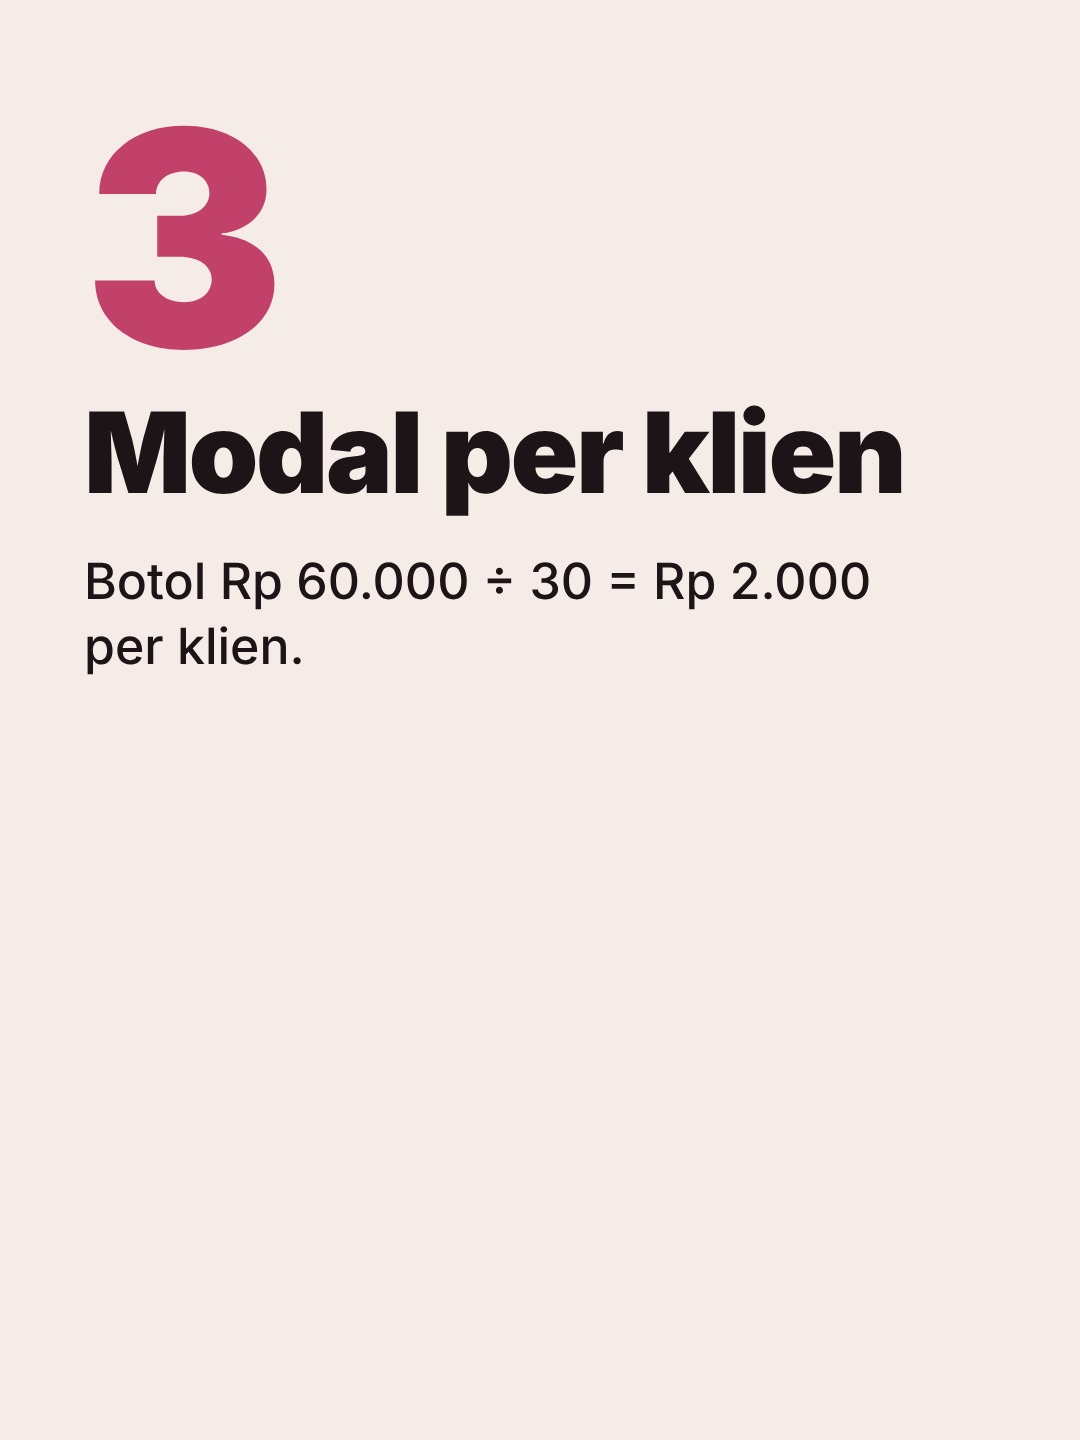 3
Modal per klien
Botol Rp 60.000 ÷ 30 = Rp 2.000
per klien.